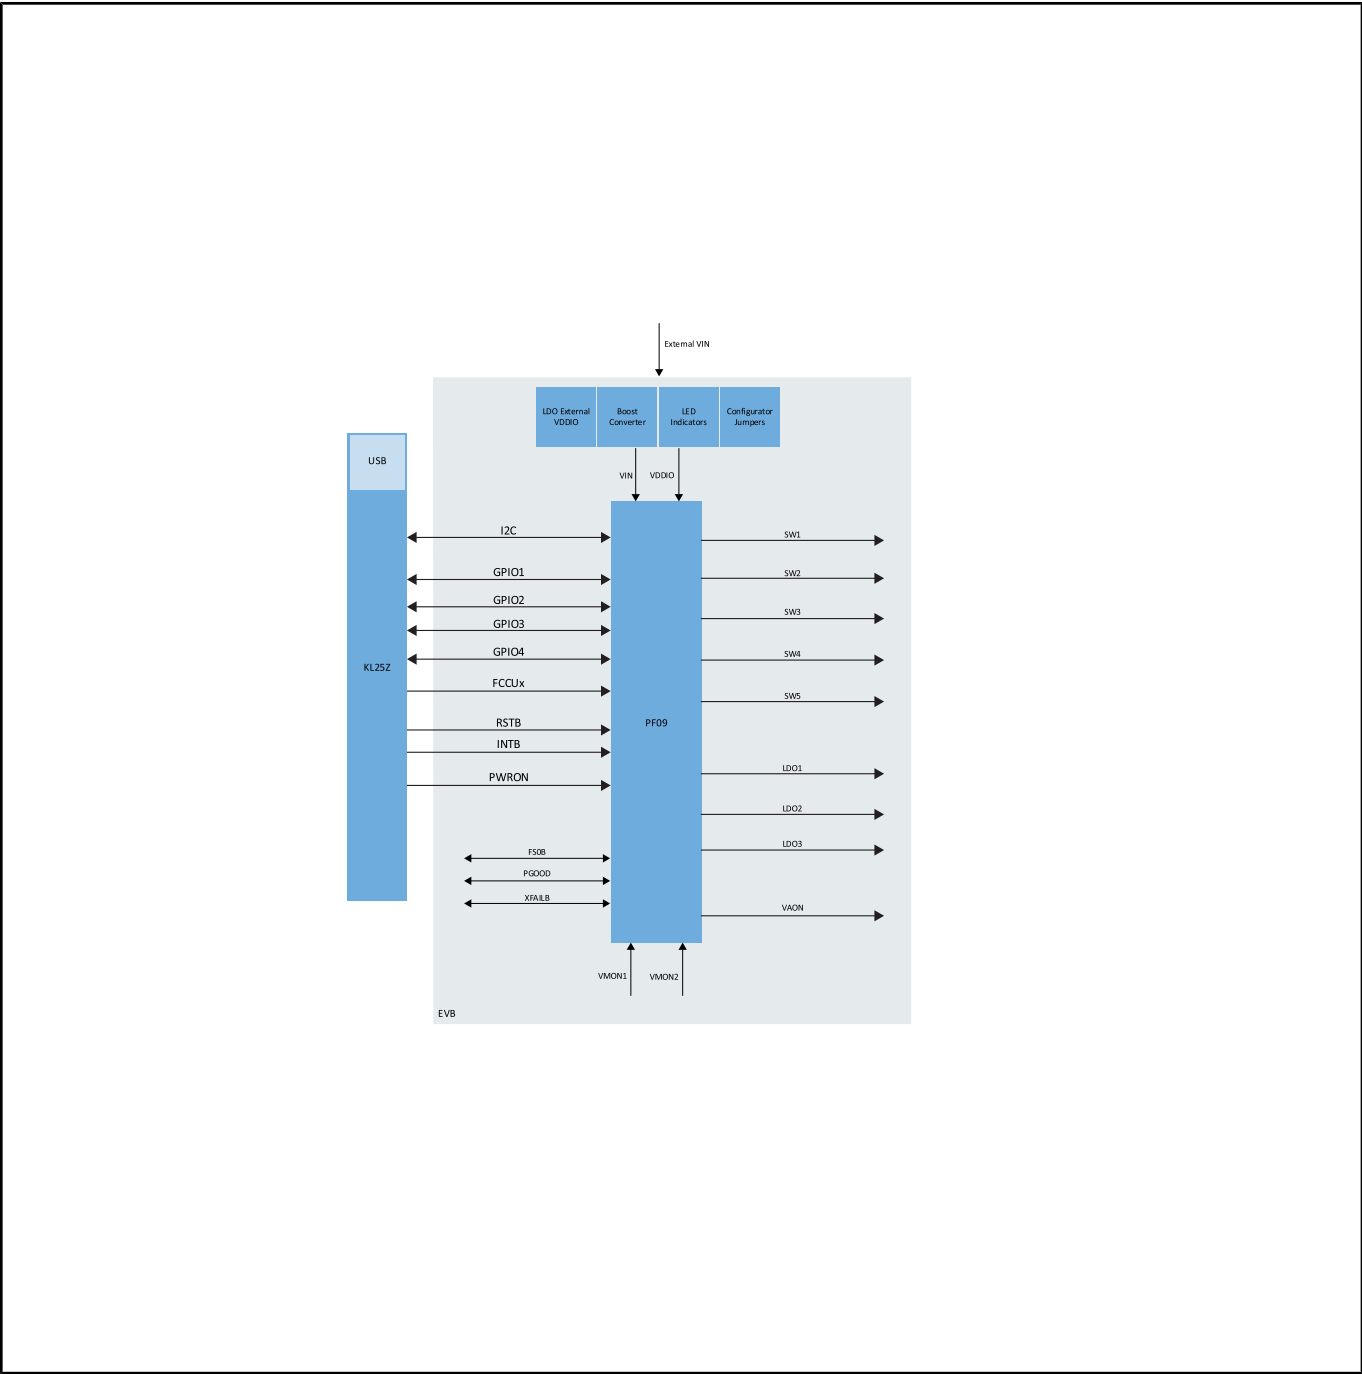 External VIN
LDO External
VDDIO
Boost
Converter
LED
Indicators
Configurator
Jumpers
USB
VIN
VDDIO
I2C
GPIO1
GPIO2
GPIO3
GPIO4
KL25Z
FCCUx
RSTB
INTB
PWRON
FS0B
PGOOD
XFAILB
PF09
SW1
SW2
SW3
SW4
SW5
LDO1
LDO2
LDO3
VAON
VMON1
VMON2
EVB